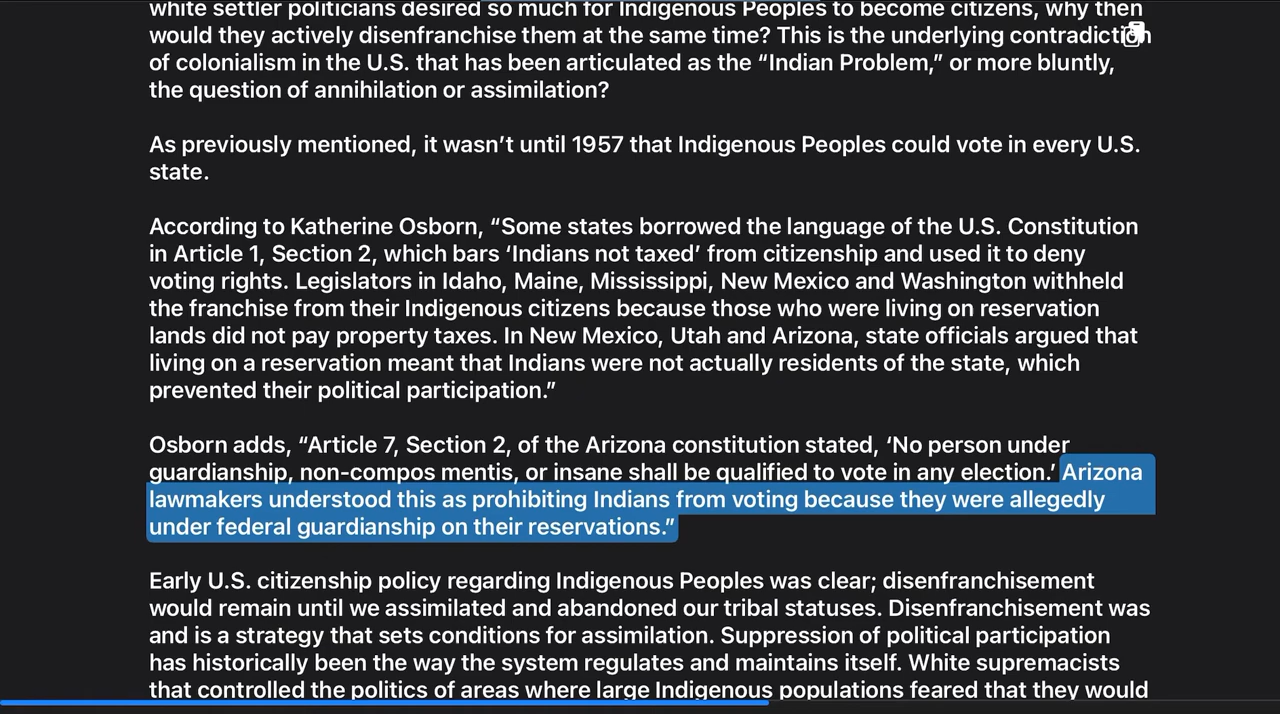 white settler politicians desired so much for Indigenous Peoples to become citizens, why then
would they actively disenfranchise them at the same time? This is the underlying contradiction
of colonialism in the U.S. that has been articulated as the “Indian Problem,” or more bluntly,
the question of annihilation or assimilation?
As previously mentioned, it wasn’t until 1957 that Indigenous Peoples could vote in every U.S.
state.
According to Katherine Osborn, “Some states borrowed the language of the U.S. Constitution
in Article 1, Section 2, which bars ‘Indians not taxed’ from citizenship and used it to deny
voting rights. Legislators in Idaho, Maine, Mississippi, New Mexico and Washington withheld
the franchise from their Indigenous citizens because those who were living on reservation
lands did not pay property taxes. In New Mexico, Utah and Arizona, state officials argued that
living on a reservation meant that Indians were not actually residents of the state, which
prevented their political participation.”
Osborn adds, “Article 7, Section 2, of the Arizona constitution stated, ‘No person under
guardianship, non-compos mentis, or insane shall be qualified to vote in any election.’ Arizona
lawmakers understood this as prohibiting Indians from voting because they were allegedly
under federal guardianship on their reservations.”
Early U.S. citizenship policy regarding Indigenous Peoples was clear; disenfranchisement
would remain until we assimilated and abandoned our tribal statuses. Disenfranchisement was
and is a strategy that sets conditions for assimilation. Suppression of political participation
has historically been the way the system regulates and maintains itself. White supremacists
that controlled the politics of areas where large Indigenous populations feared that they would